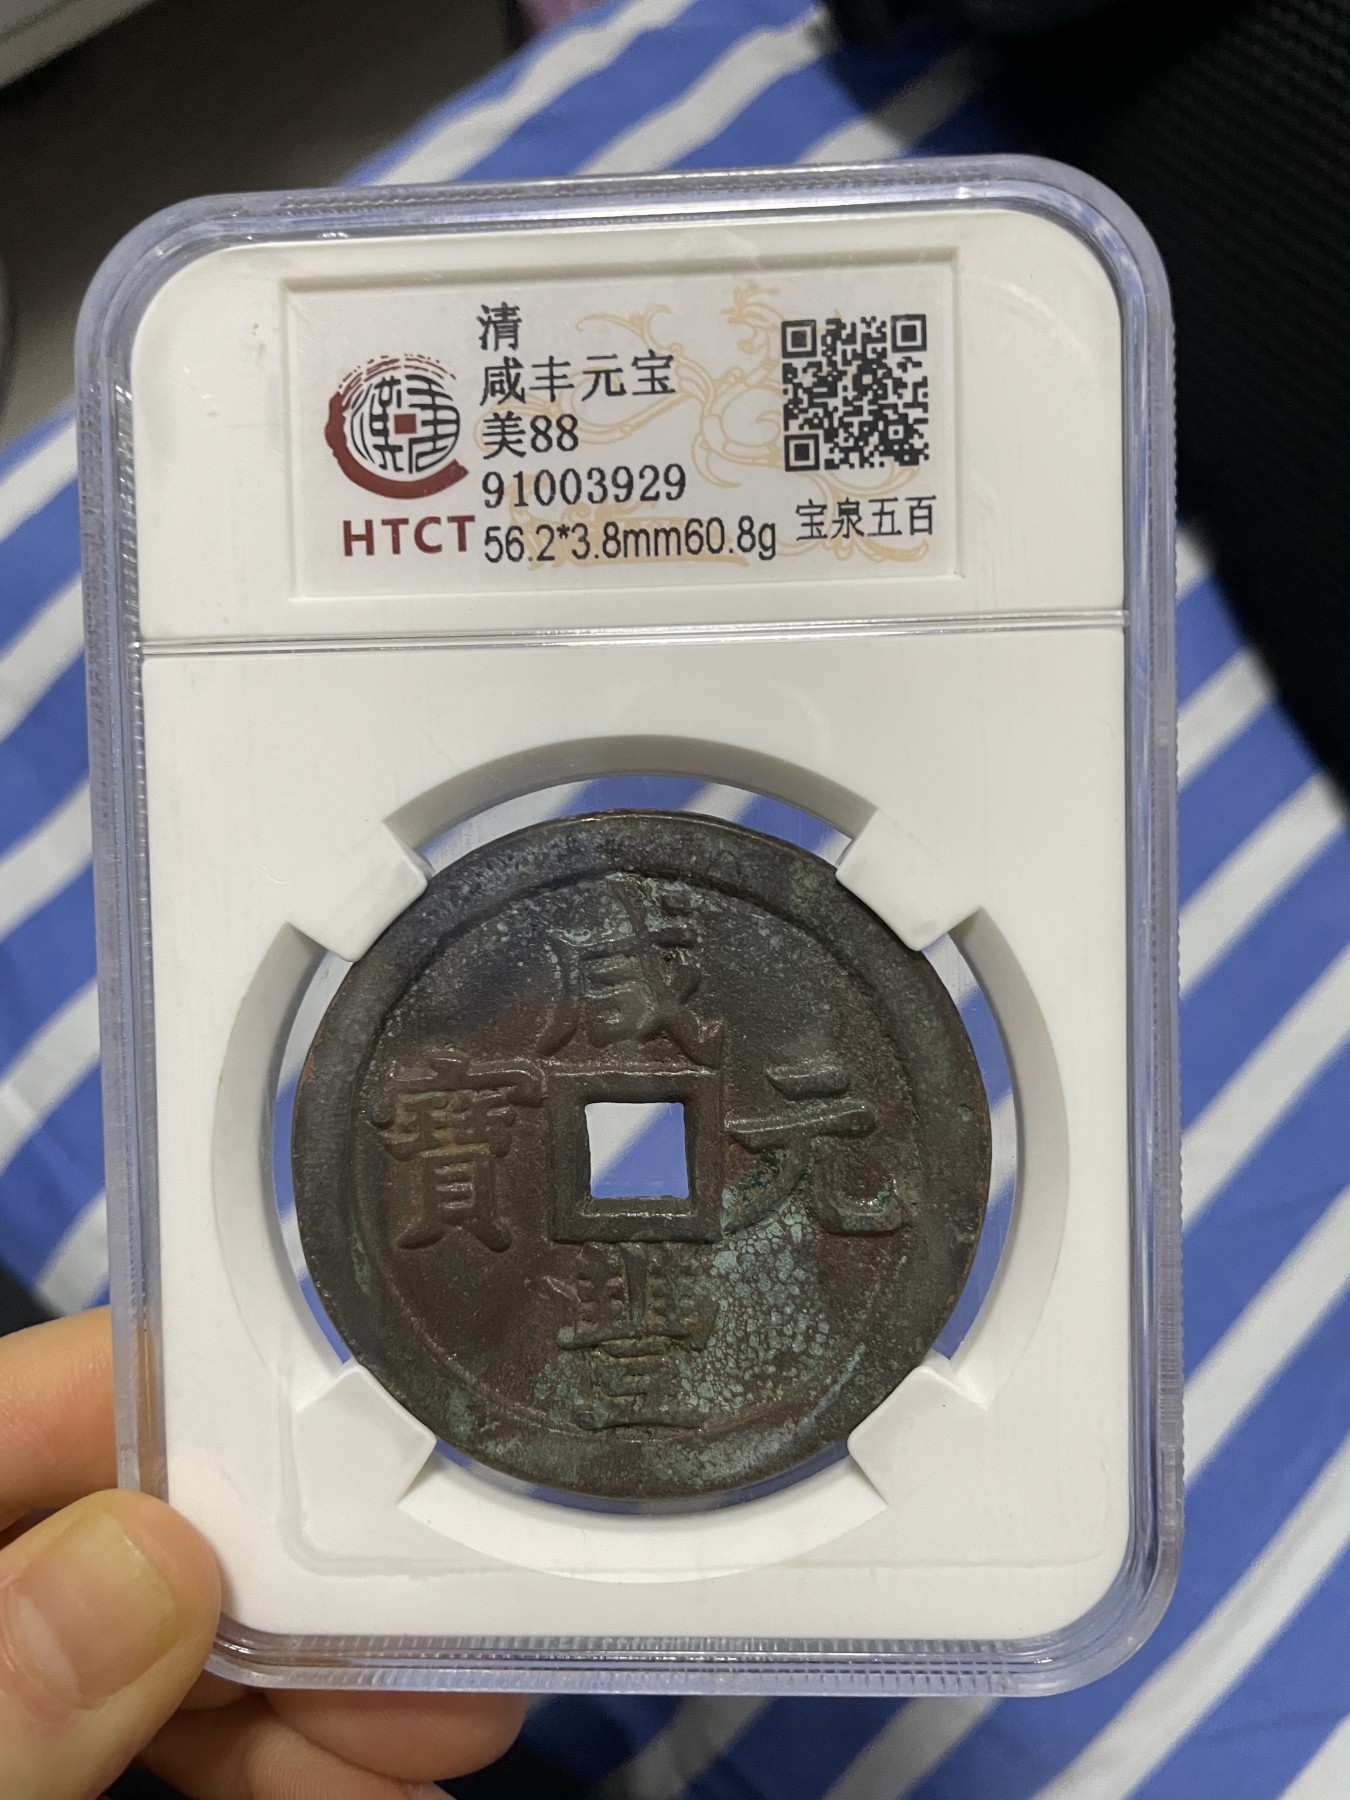 清
咸丰元宝
美88
91003929
56.2*3.8mm60.8g
HTCT
宝泉五百
咸
元
寶
豐